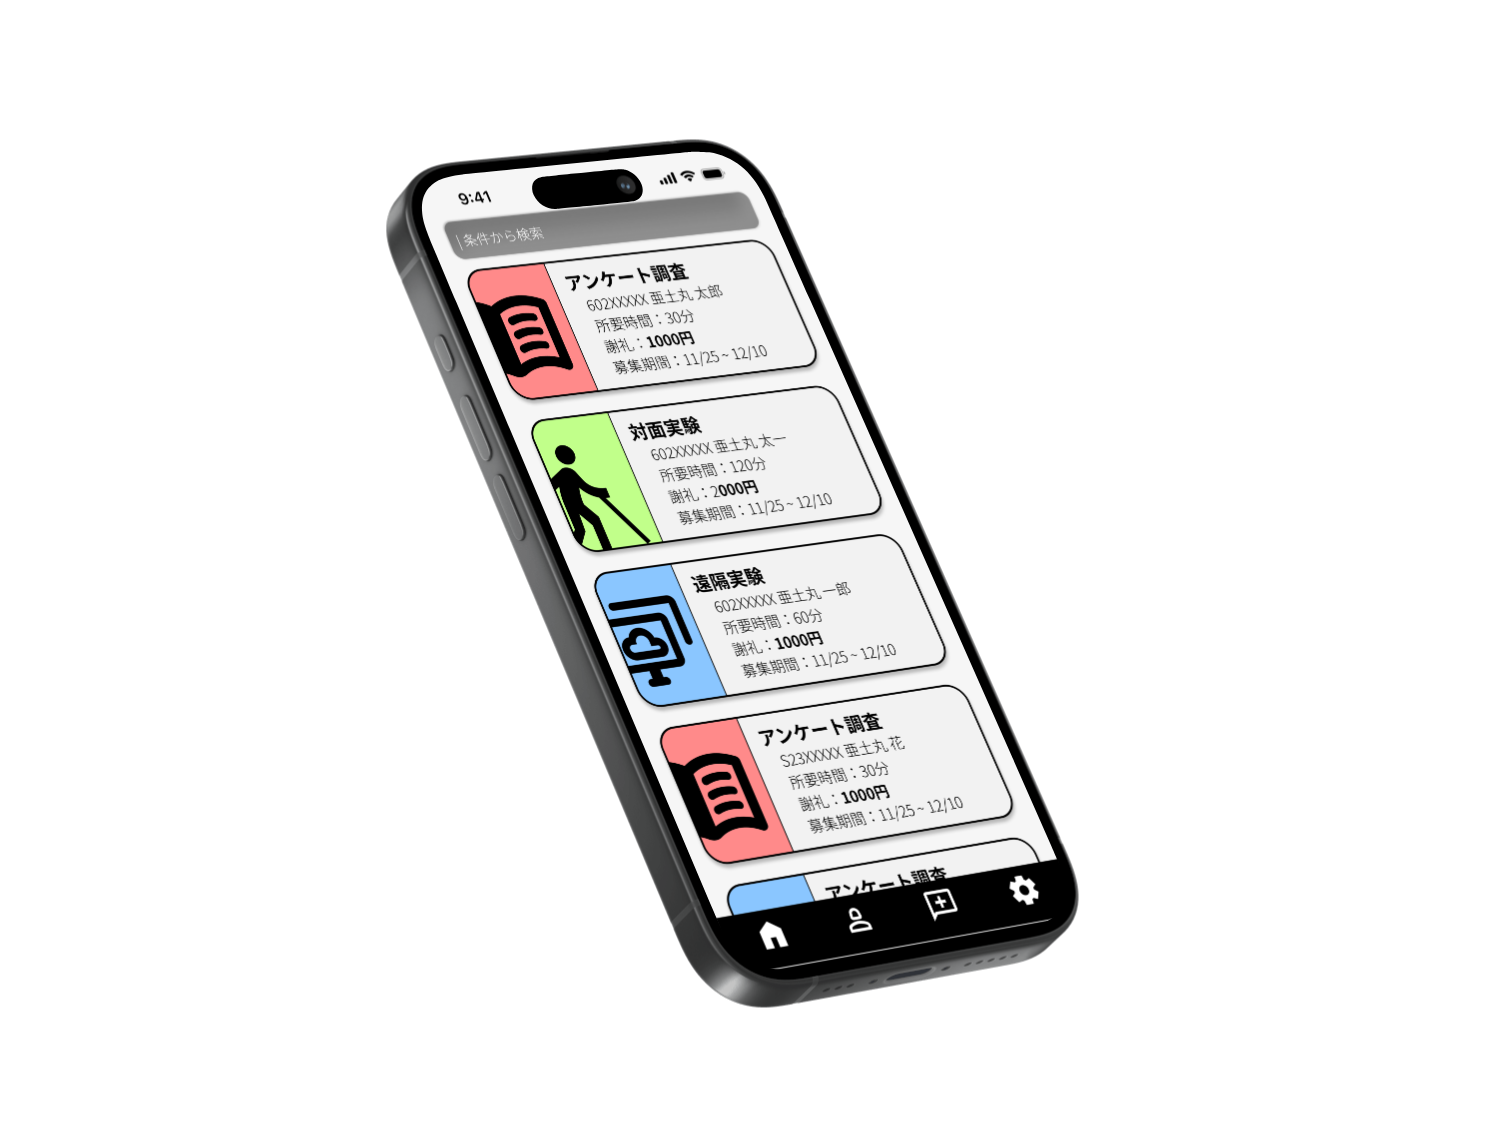 9:41
条件から検索
アンケート調査
602XXXXX 亜土丸 太郎
所要時間：30分
謝礼：1000円
募集期間：11/25 ~ 12/10
対面実験
602XXXXX 亜土丸 太一
所要時間：120分
謝礼：2000円
募集期間：11/25 ~ 12/10
遠隔実験
602XXXXX 亜土丸 一郎
所要時間：60分
謝礼：1000円
募集期間：11/25 ~ 12/10
アンケート調査
S23XXXXX 亜土丸 花
所要時間：30分
謝礼：1000円
募集期間：11/25 ~ 12/10
アンケート調査